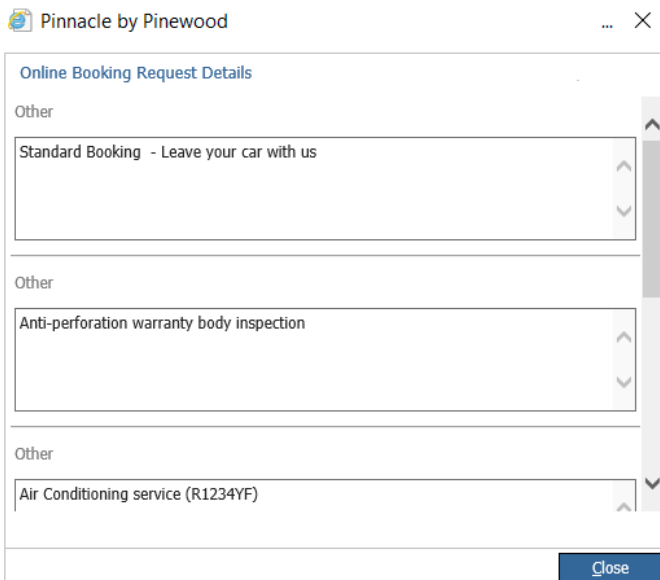 Pinnacle by Pinewood
...
Online Booking Request Details
Other
Standard Booking - Leave your car with us
Other
Anti-perforation warranty body inspection
Other
Air Conditioning service (R1234YF)
Close